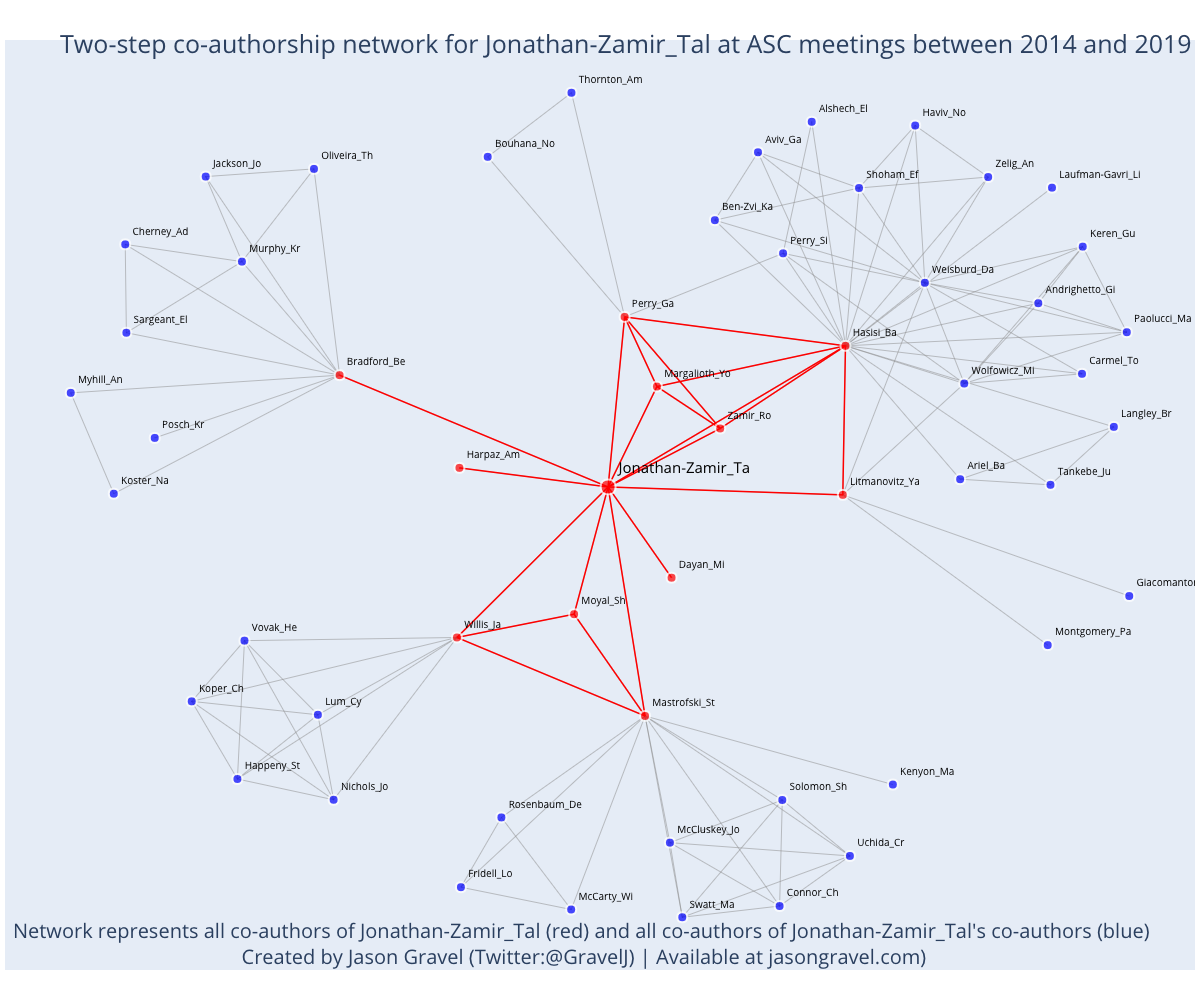 Two-step co-authorship network for Jonathan-Zamir_Tal at ASC meetings between 2014 and 2019
Thornton_Am
Alshech_El
Haviv_No
Aviv_Ga
Bouhana_No
Oliveira_Th
Jackson_Jo
Zelig_An
Shoham_Ef
Laufman-Gavri_Li
Ben-Zvi_Ka
Cherney_Ad
Keren_Gu
Perry_Si
Murphy_Kr
Weisburd_Da
Andrighetto_Gi
Perry_Ga
Paolucci_Ma
Sargeant_El
Hasisi_Ba
Bradford_Be
Carmel_To
Margalioth_Yo
Wolfowicz_Mi
Myhill_An
Langley_Br
Zamir_Ro
Posch_Kr
Harpaz_Am
Jonathan-Zamir_Ta
Ariel_Ba
Tankebe_Ju
Koster_Na
Litmanovitz_Ya
Dayan_Mi
Giacomanton
Moyal_Sh
Willis_Ja
Vovak_He
Montgomery_Pa
Koper_Ch
Lum_Cy
Mastrofski_St
Happeny_St
Kenyon_Ma
Nichols_Jo
Solomon_Sh
Rosenbaum_De
McCluskey_Jo
Uchida_Cr
Fridell_Lo
Connor_Ch
McCarty_Wi
Swatt_Ma
Network represents all co-authors of Jonathan-Zamir_Tal (red) and all co-authors of Jonathan-Zamir_Tal's co-authors (blue)
Created by Jason Gravel (Twitter:@GravelJ) | Available at jasongravel.com)